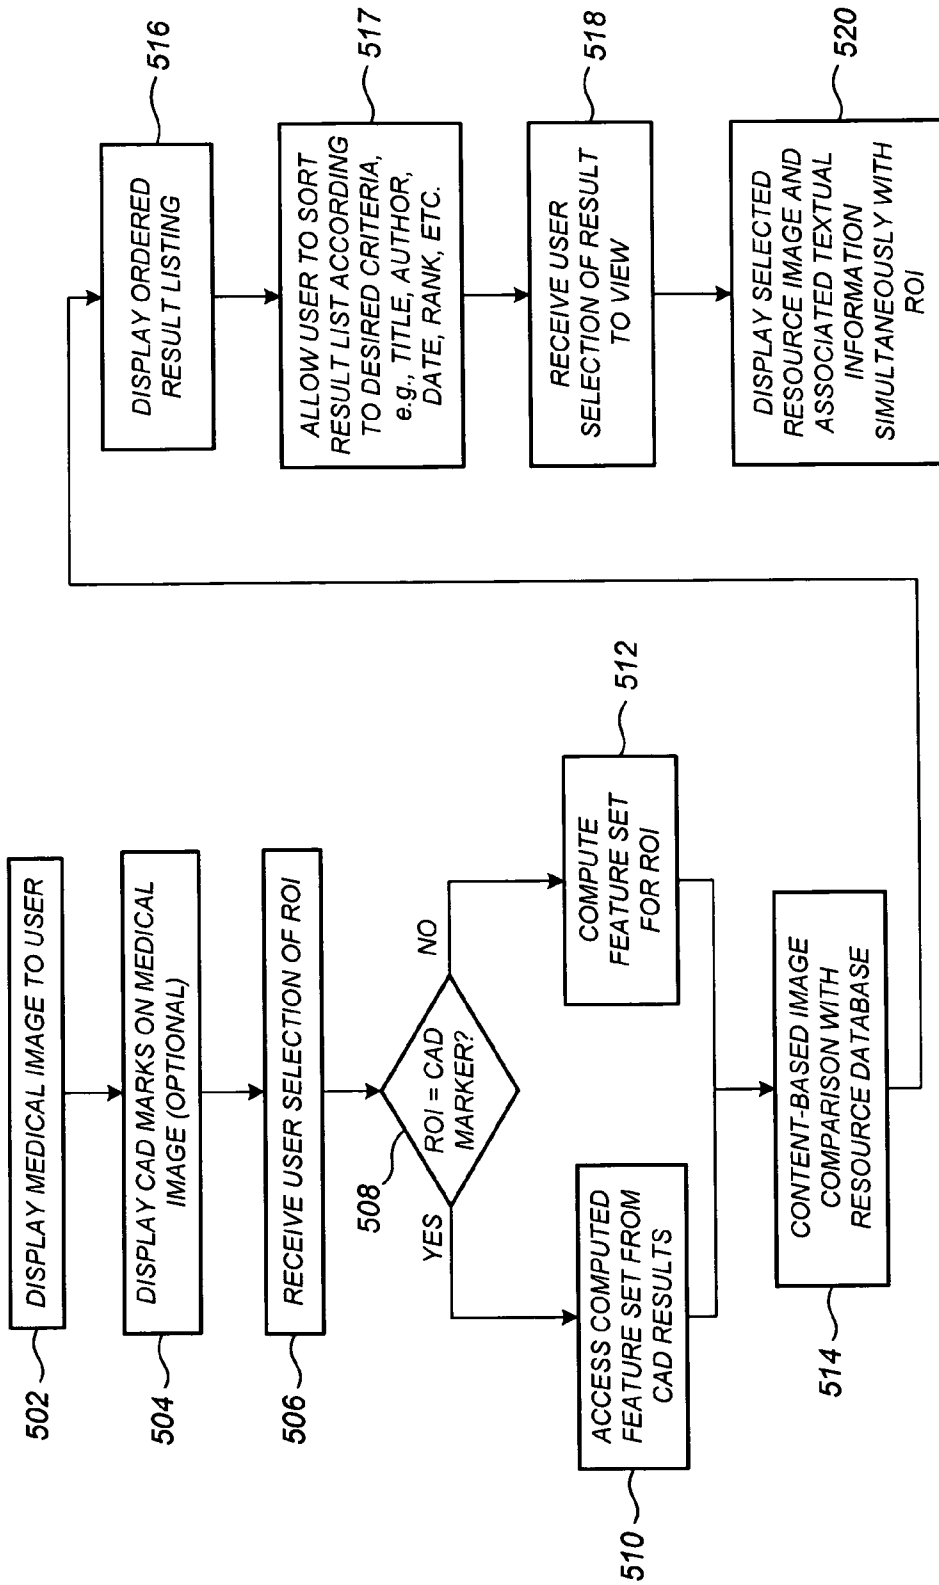 502
DISPLAY MEDICAL IMAGE TO USER
504
DISPLAY CAD MARKS ON MEDICAL
IMAGE (OPTIONAL)
506
RECEIVE USER SELECTION OF ROI
508
ROI = CAD
MARKER?
YES
NO
510
ACCESS COMPUTED
FEATURE SET FROM
CAD RESULTS
512
COMPUTE
FEATURE SET
FOR ROI
514
CONTENT-BASED IMAGE
COMPARISON WITH
RESOURCE DATABASE
516
DISPLAY ORDERED
RESULT LISTING
517
ALLOW USER TO SORT
RESULT LIST ACCORDING
TO DESIRED CRITERIA,
e.g., TITLE, AUTHOR,
DATE, RANK, ETC.
518
RECEIVE USER
SELECTION OF RESULT
TO VIEW
520
DISPLAY SELECTED
RESOURCE IMAGE AND
ASSOCIATED TEXTUAL
INFORMATION
SIMULTANEOUSLY WITH
ROI